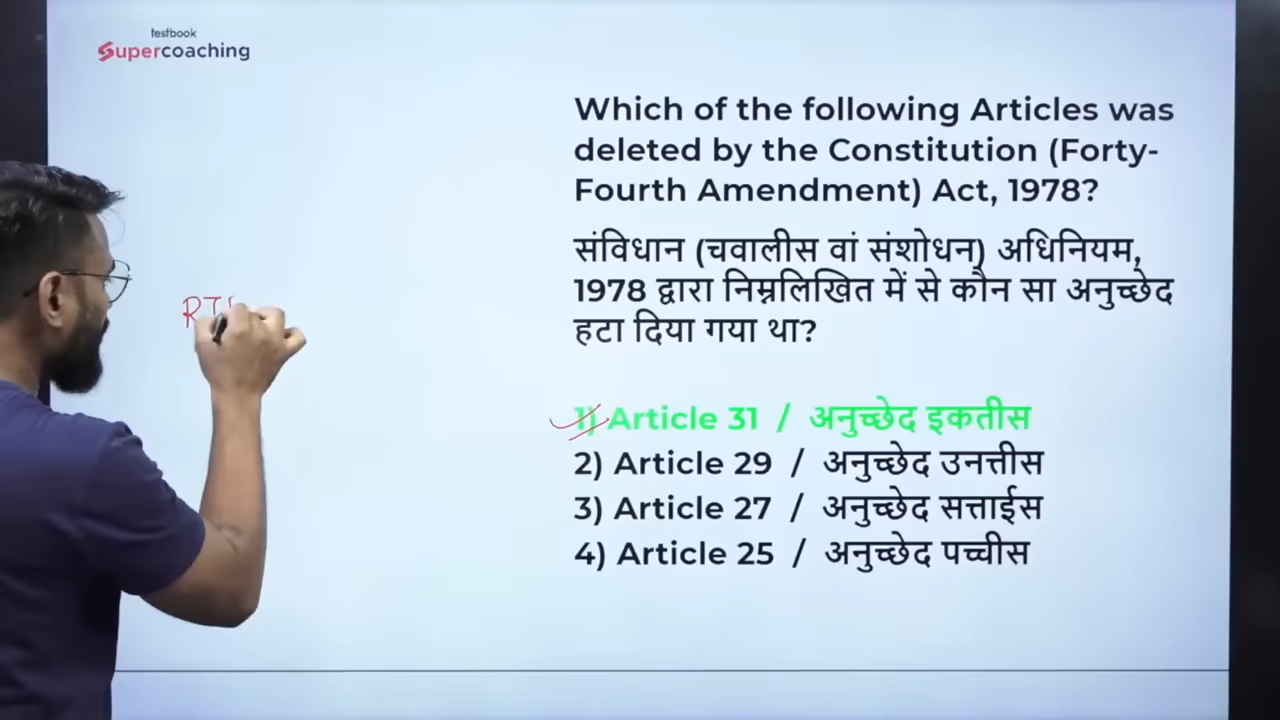 testbook
Supercoaching
Which of the following Articles was
deleted by the Constitution (Forty-
Fourth Amendment) Act, 1978?
संविधान (चवालीस वां संशोधन) अधिनियम,
1978 द्वारा निम्नलिखित में से कौन सा अनुच्छेद
हटा दिया गया था?
RT
1) Article 31 / अनुच्छेद इकतीस
2) Article 29 / अनुच्छेद उनत्तीस
3) Article 27 / अनुच्छेद सत्ताईस
4) Article 25 / अनुच्छेद पच्चीस